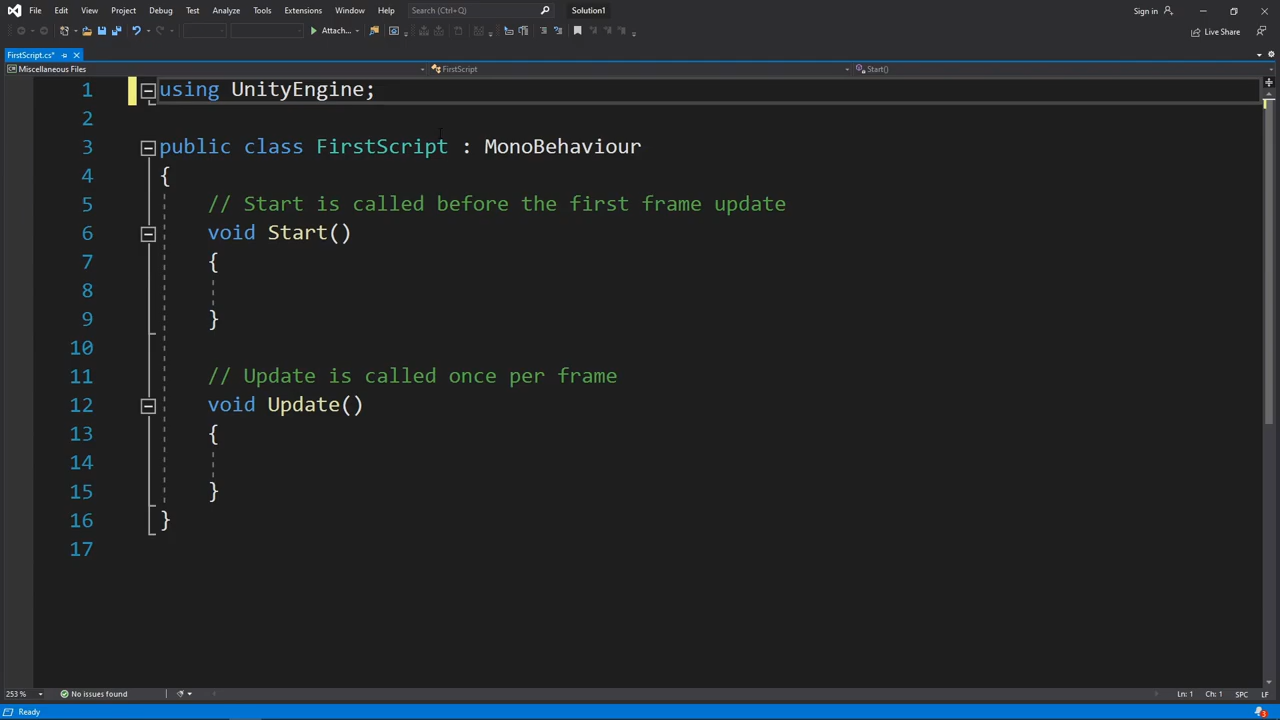 File Edit View Project Debug Test Analyze Tools Extensions Window Help Search (Ctrl+Q) Solution1 Sign in
Attach... Live Share
FirstScript.cs*
Miscellaneous Files FirstScript Start()
1 using UnityEngine;
2
3 public class FirstScript : MonoBehaviour
4 {
5 // Start is called before the first frame update
6 void Start()
7 {
8
9 }
10
11 // Update is called once per frame
12 void Update()
13 {
14
15 }
16 }
17
253 % No issues found Ln: 1 Ch: 1 SPC LF
Ready 3